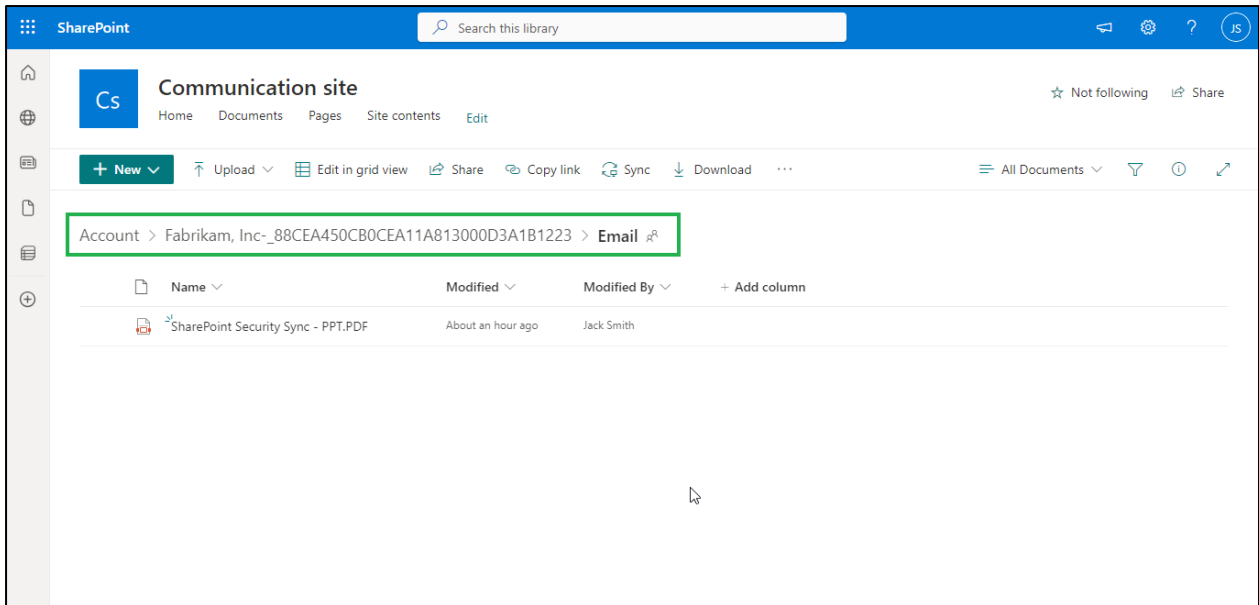 SharePoint
Search this library
?
JS
Cs
Communication site
Not following
Share
Home Documents Pages Site contents Edit
+ New Upload Edit in grid view Share Copy link Sync Download ... All Documents
Account > Fabrikam, Inc-_88CEA450CB0CEA11A813000D3A1B1223 > Email
Name Modified Modified By + Add column
SharePoint Security Sync - PPT.PDF About an hour ago Jack Smith